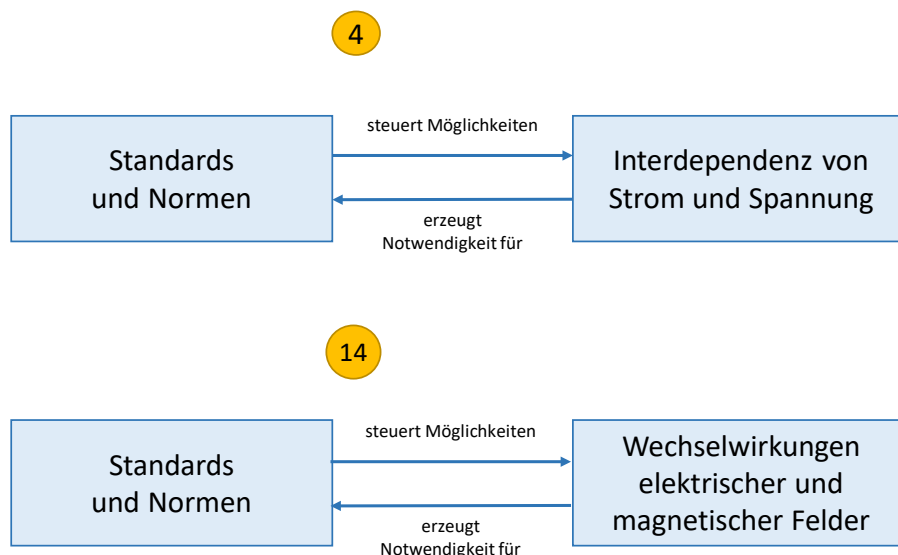 4
steuert Möglichkeiten
Standards
und Normen
Interdependenz von
Strom und Spannung
erzeugt
Notwendigkeit für
14
steuert Möglichkeiten
Standards
und Normen
Wechselwirkungen
elektrischer und
magnetischer Felder
erzeugt
Notwendigkeit für